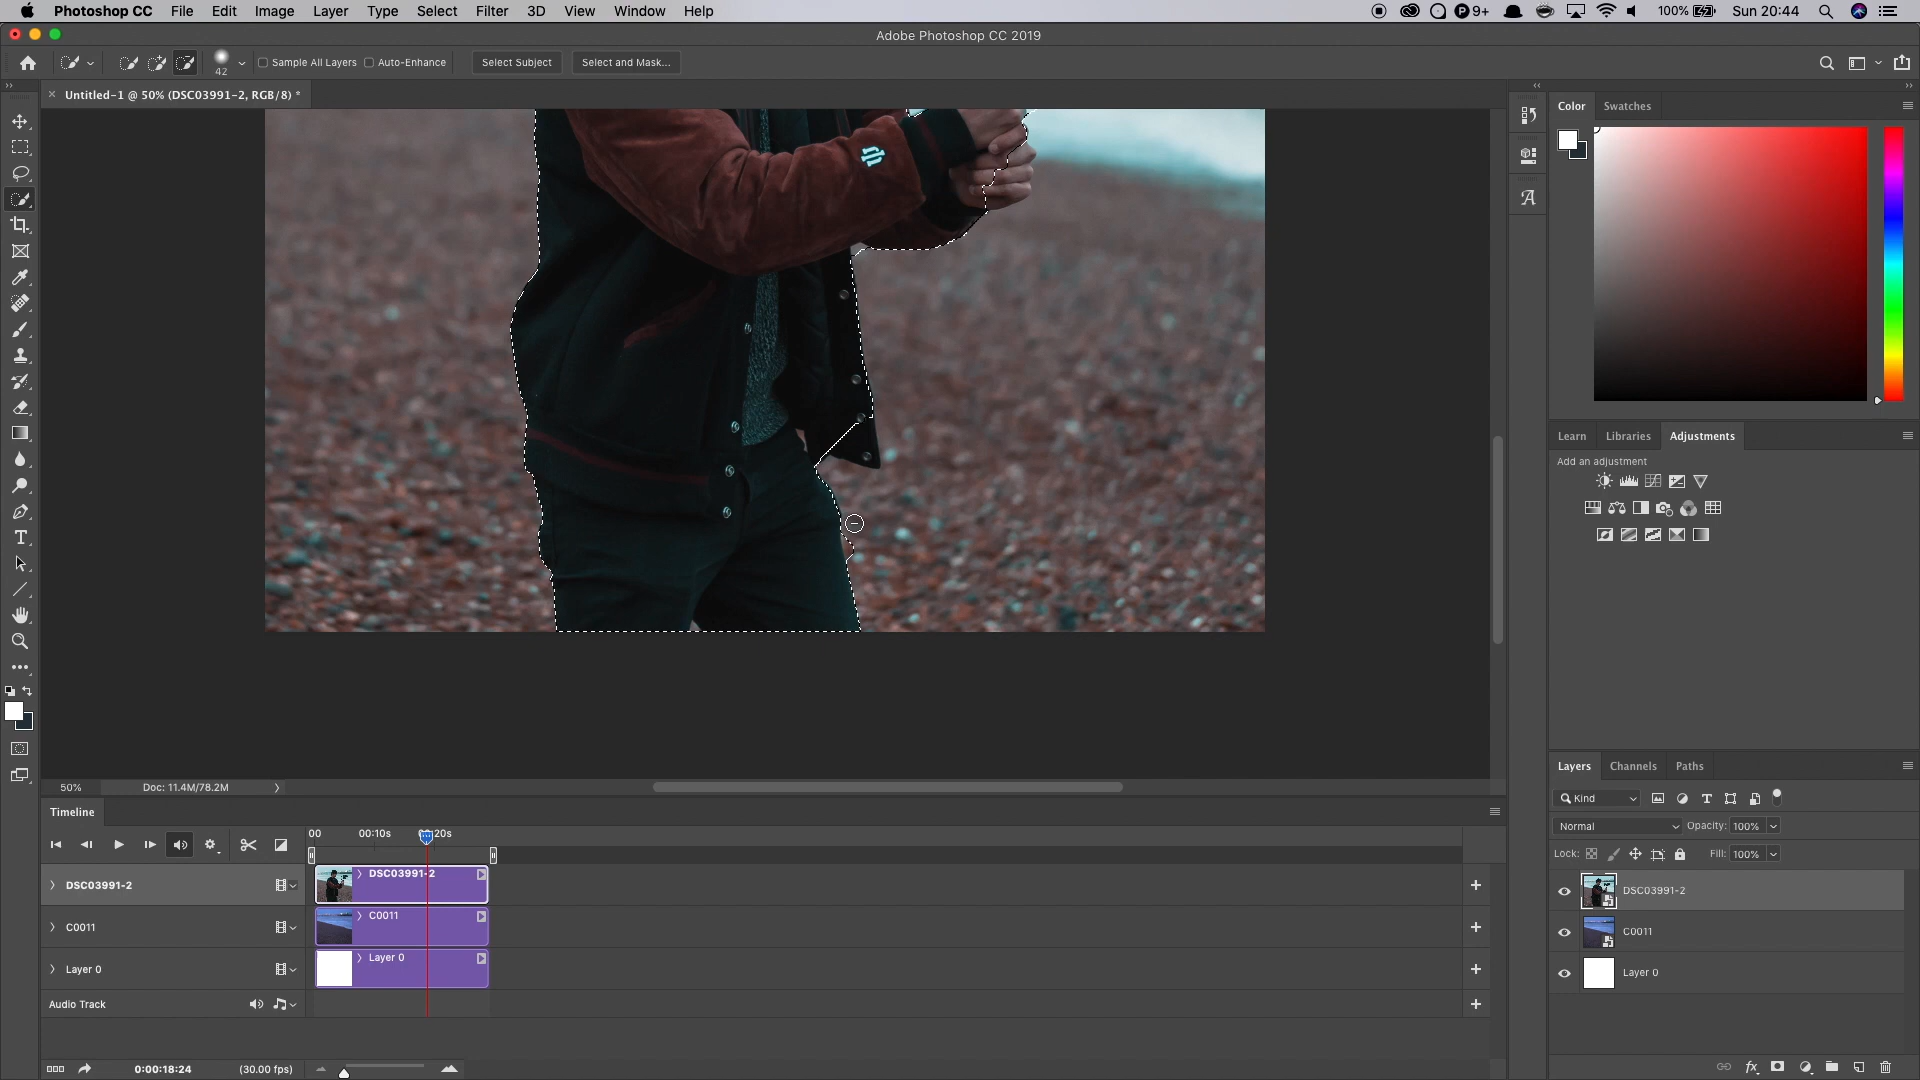 Photoshop CC File Edit Image Layer Type Select Filter 3D View Window Help 9+ 100% Sun 20:44
Adobe Photoshop CC 2019
42 Sample All Layers Auto-Enhance Select Subject Select and Mask...
× Untitled-1 @ 50% (DSC03991-2, RGB/8) *
Color Swatches
Learn Libraries Adjustments
Add an adjustment
Layers Channels Paths
Kind
Normal Opacity: 100%
Lock: Fill: 100%
DSC03991-2
C0011
Layer 0
50% Doc: 11.4M/78.2M
Timeline
00 00:10s 00:20s
DSC03991-2 DSC03991-2
C0011 C0011
Layer 0 Layer 0
Audio Track
0:00:18:24 (30.00 fps)